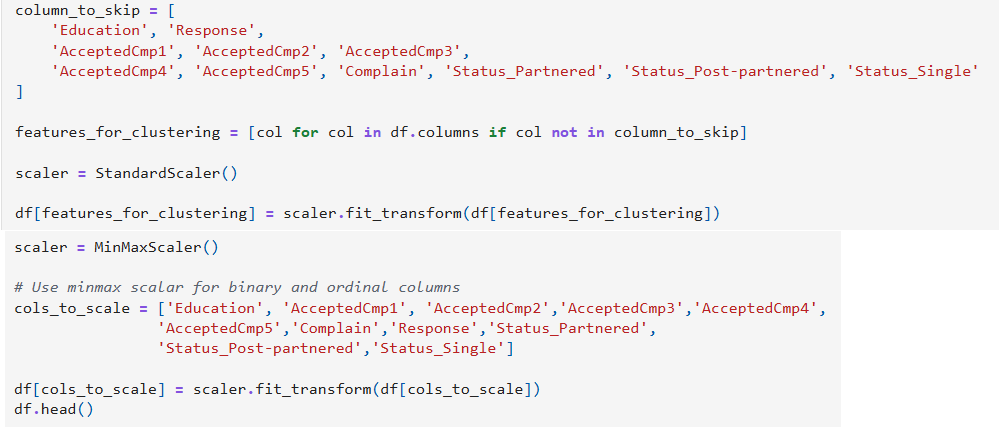 column_to_skip = [
    'Education', 'Response',
    'AcceptedCmp1', 'AcceptedCmp2', 'AcceptedCmp3',
    'AcceptedCmp4', 'AcceptedCmp5', 'Complain', 'Status_Partnered', 'Status_Post-partnered', 'Status_Single'
]
features_for_clustering = [col for col in df.columns if col not in column_to_skip]
scaler = StandardScaler()
df[features_for_clustering] = scaler.fit_transform(df[features_for_clustering])
scaler = MinMaxScaler()
# Use minmax scalar for binary and ordinal columns
cols_to_scale = ['Education', 'AcceptedCmp1', 'AcceptedCmp2','AcceptedCmp3','AcceptedCmp4',
                 'AcceptedCmp5','Complain','Response','Status_Partnered',
                 'Status_Post-partnered','Status_Single']
df[cols_to_scale] = scaler.fit_transform(df[cols_to_scale])
df.head()